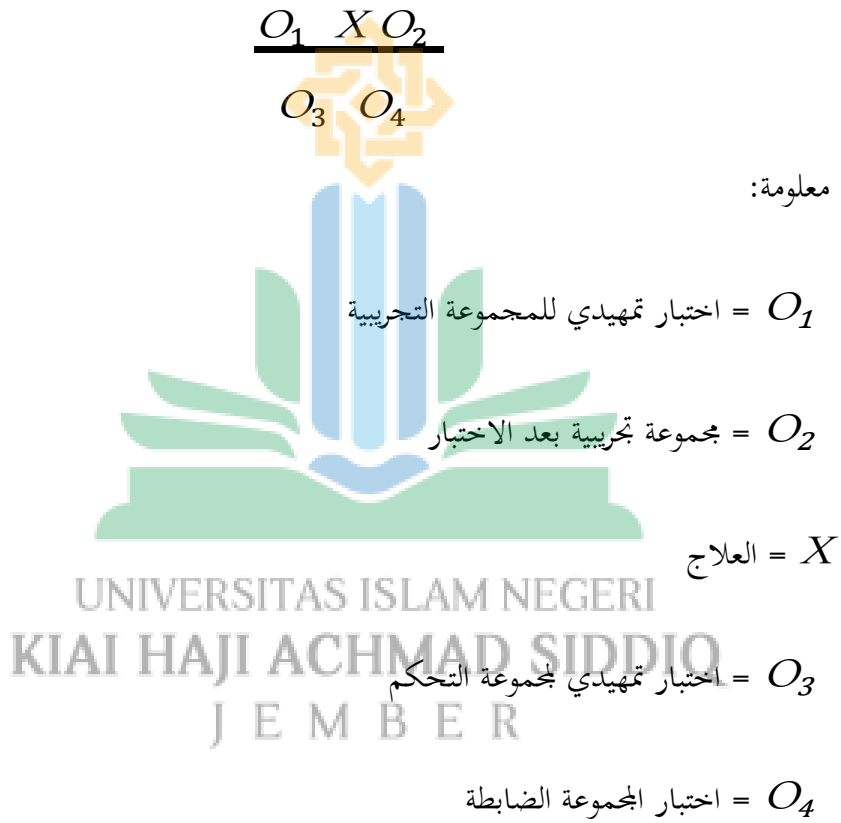 O₁ X O₂
O₃ O₄
معلومة:
O₁ = اختبار تمهيدي للمجموعة التجريبية
O₂ = مجموعة تجريبية بعد الاختبار
X = العلاج
UNIVERSITAS ISLAM NEGERI
KIAI HAJI ACHMAD SIDDIQ
O₃ = اختبار تمهيدي لمجموعة التحكم
JEMBER
O₄ = اختبار المجموعة الضابطة